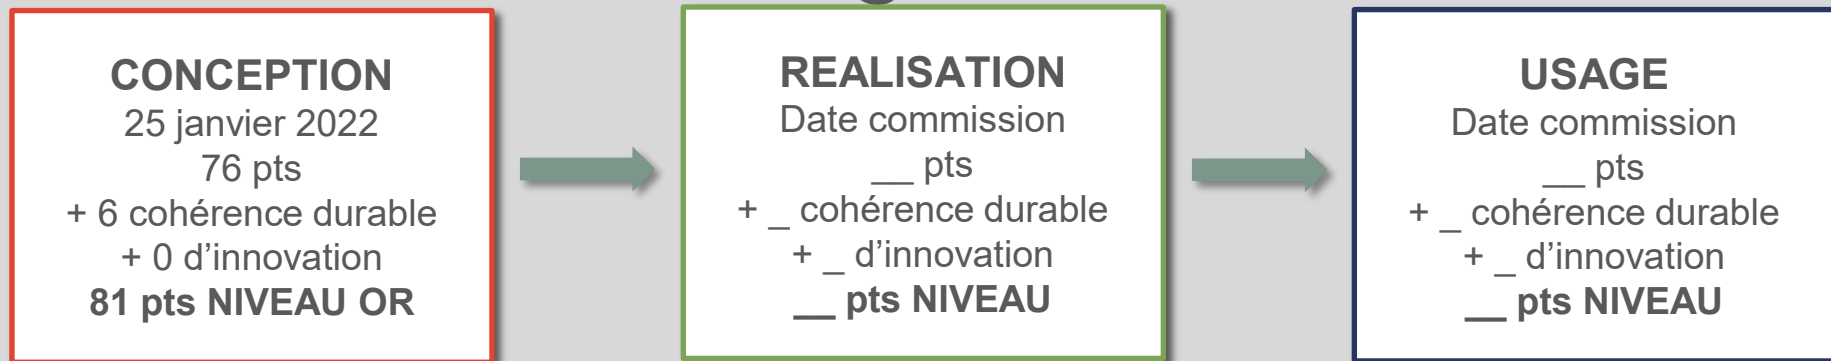 CONCEPTION
25 janvier 2022
76 pts
+ 6 cohérence durable
+ 0 d’innovation
81 pts NIVEAU OR
REALISATION
Date commission
__ pts
+ _ cohérence durable
+ _ d’innovation
__ pts NIVEAU
USAGE
Date commission
__ pts
+ _ cohérence durable
+ _ d’innovation
__ pts NIVEAU